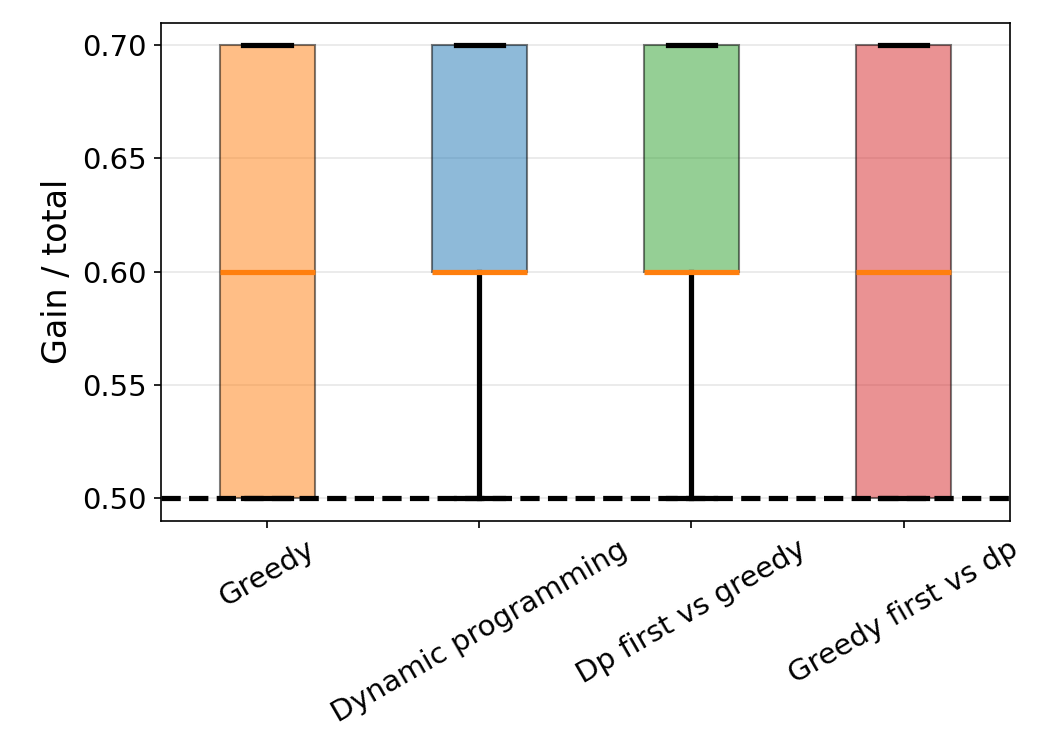 Gain / total
0.70
0.65
0.60
0.55
0.50
Greedy
Dynamic programming
Dp first vs greedy
Greedy first vs dp